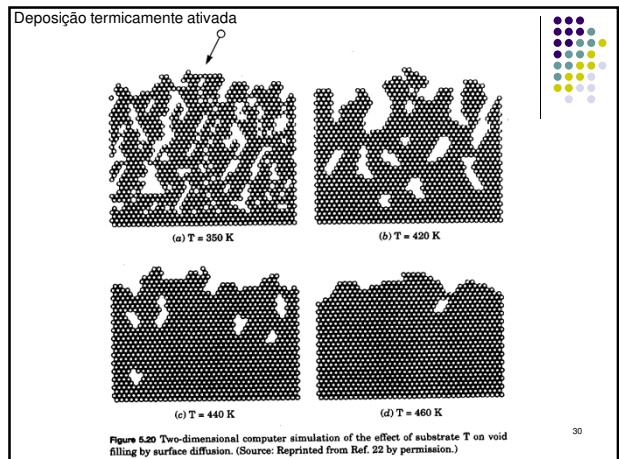 Deposição termicamente ativada
(a) T = 350 K
(b) T = 420 K
(c) T = 440 K
(d) T = 460 K
Figure 5.20 Two-dimensional computer simulation of the effect of substrate T on void
filling by surface diffusion. (Source: Reprinted from Ref. 22 by permission.)
30